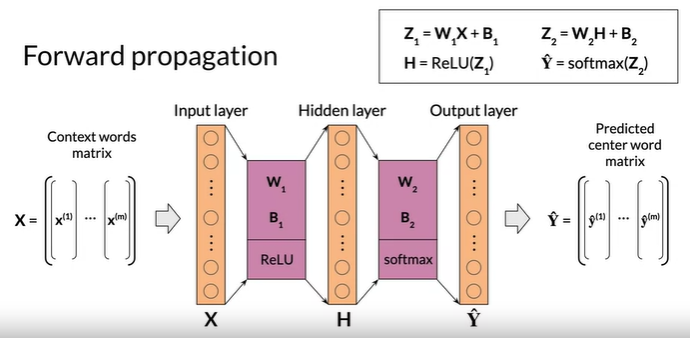 Forward propagation
Z₁ = W₁X + B₁
Z₂ = W₂H + B₂
H = ReLU(Z₁)
Ŷ = softmax(Z₂)
Input layer
Hidden layer
Output layer
Context words
matrix
X =
x⁽¹⁾ ... x⁽ᵐ⁾
W₁
B₁
ReLU
W₂
B₂
softmax
Predicted
center word
matrix
Ŷ =
ŷ⁽¹⁾ ... ŷ⁽ᵐ⁾
X
H
Ŷ